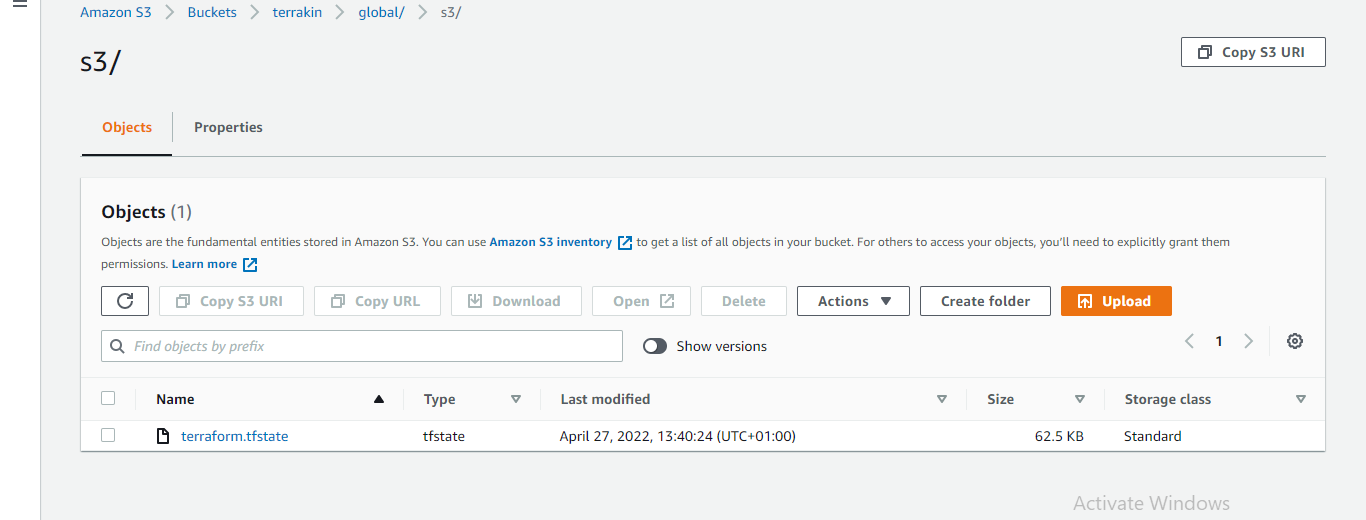 Amazon S3 > Buckets > terrakin > global/ > s3/
s3/
Copy S3 URI
Objects
Properties
Objects (1)
Objects are the fundamental entities stored in Amazon S3. You can use Amazon S3 inventory to get a list of all objects in your bucket. For others to access your objects, you'll need to explicitly grant them
permissions. Learn more
Copy S3 URI Copy URL Download Open Delete Actions Create folder Upload
Find objects by prefix Show versions 1
Name Type Last modified Size Storage class
terraform.tfstate tfstate April 27, 2022, 13:40:24 (UTC+01:00) 62.5 KB Standard
Activate Windows